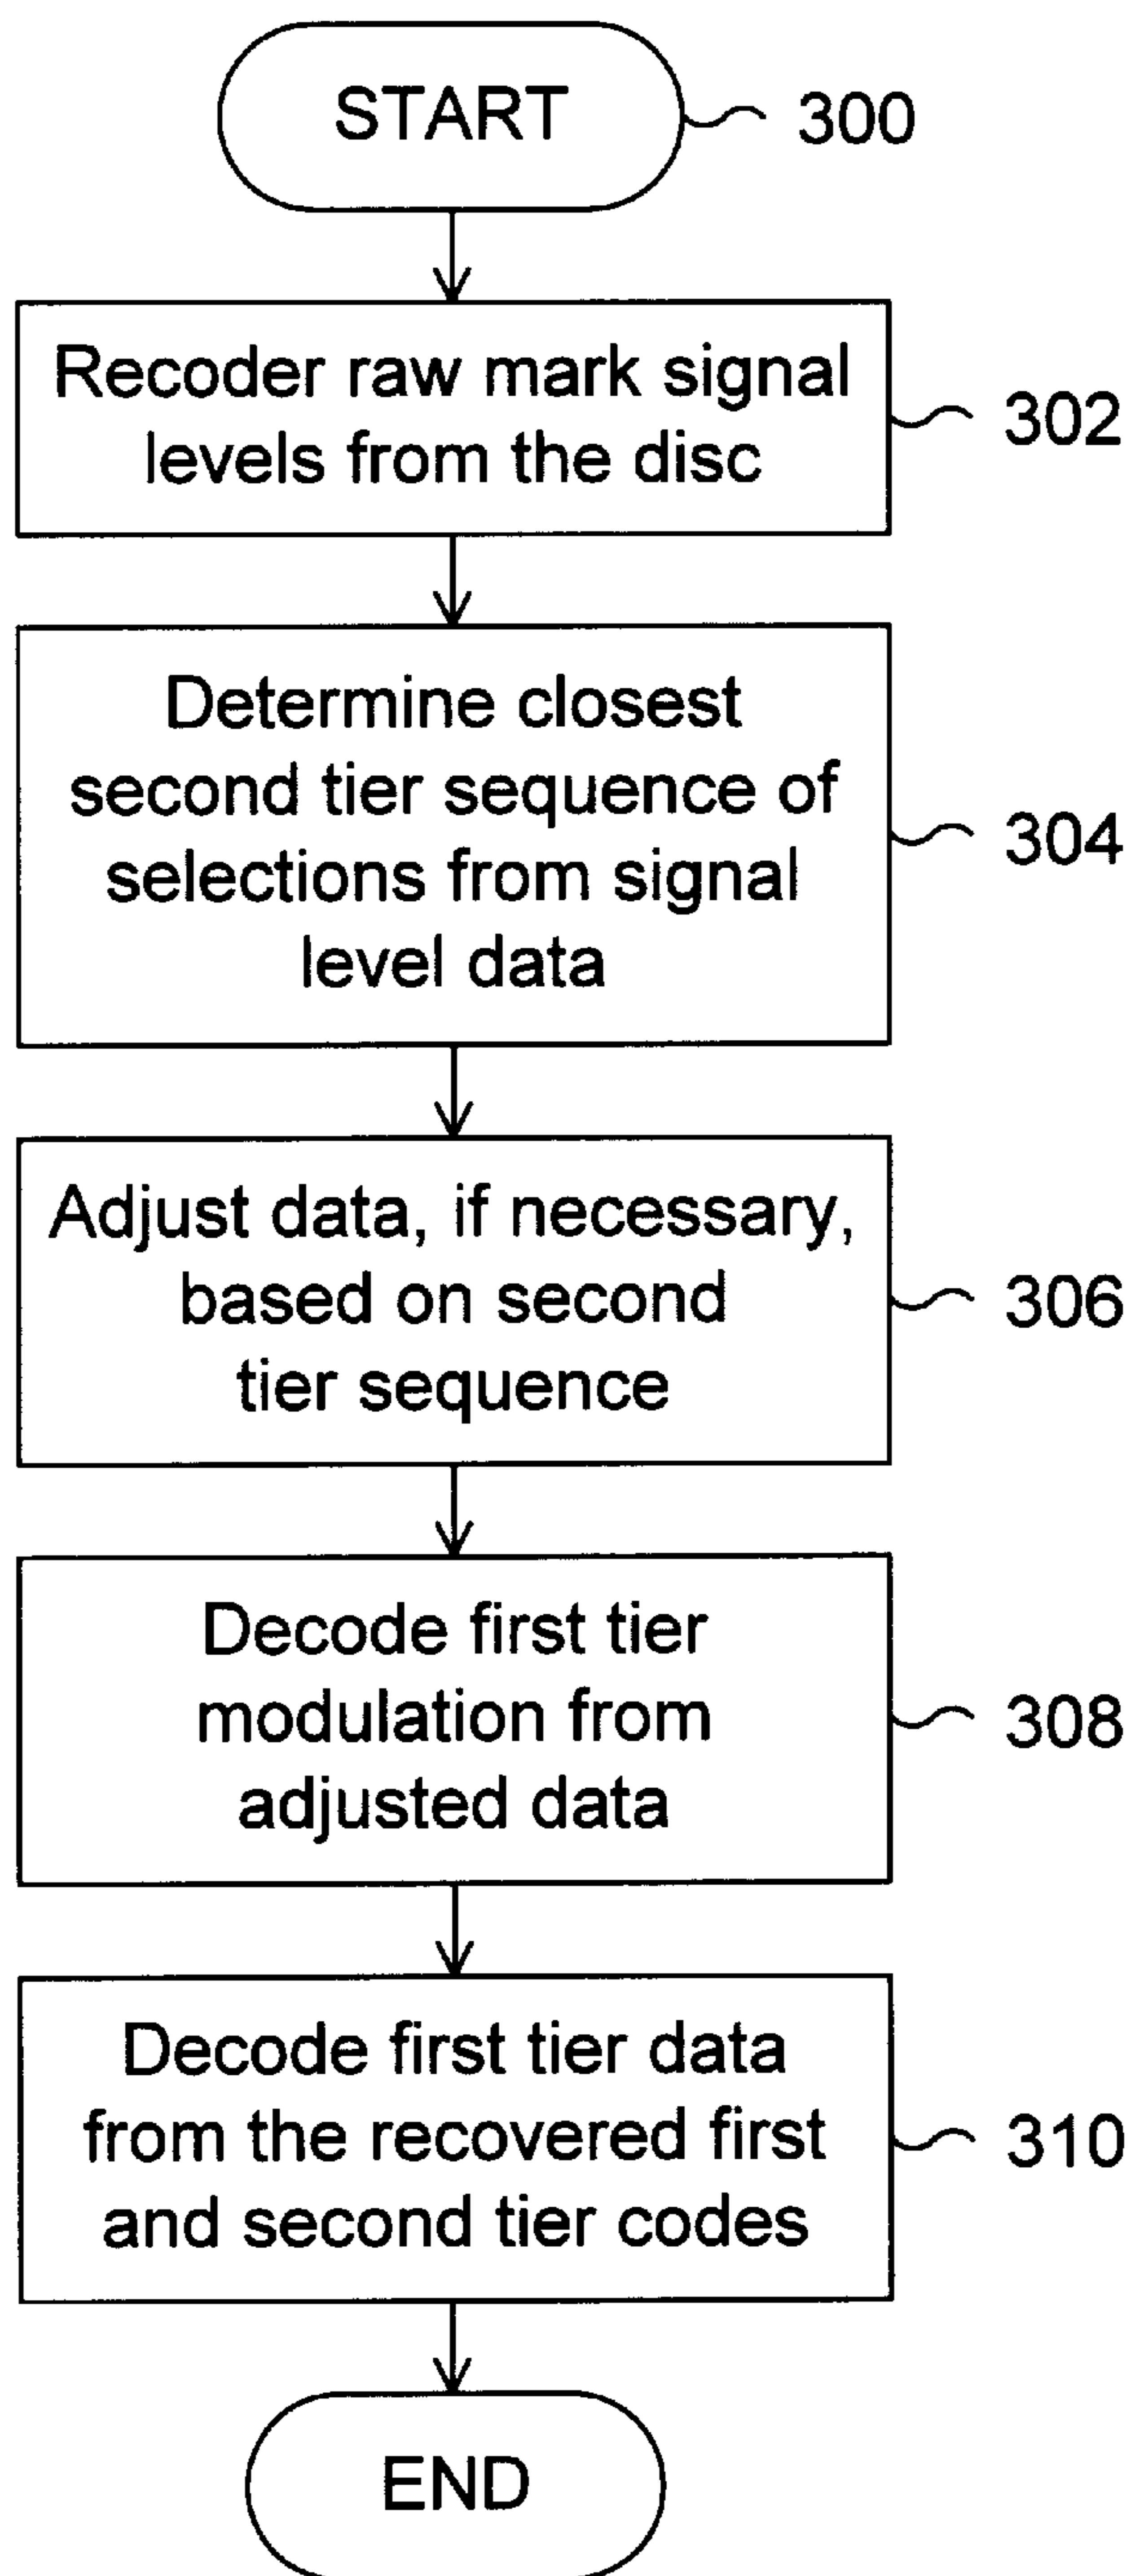 START
300
Recoder raw mark signal
levels from the disc
302
Determine closest
second tier sequence of
selections from signal
level data
304
Adjust data, if necessary,
based on second
tier sequence
306
Decode first tier
modulation from
adjusted data
308
Decode first tier data
from the recovered first
and second tier codes
310
END